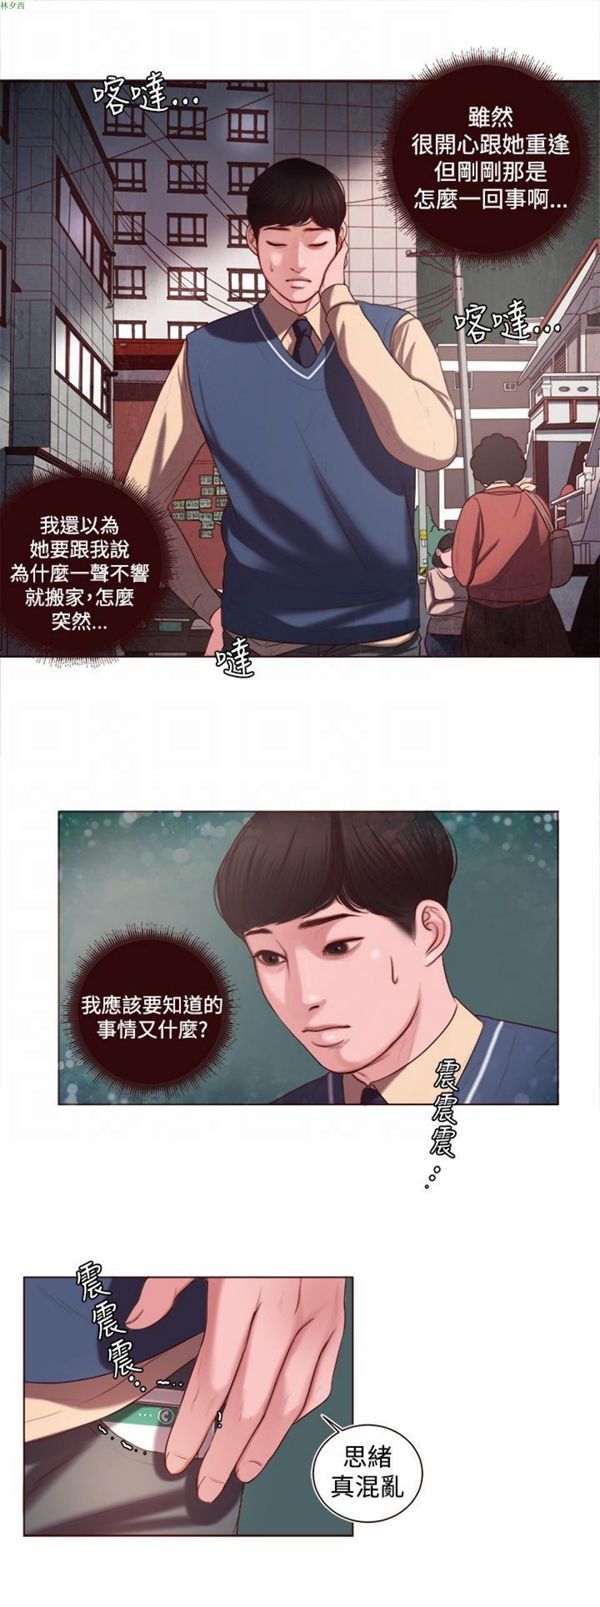 林夕西
喀噠...
雖然
很開心跟她重逢
但剛剛那是
怎麼一回事啊...
喀噠...
我還以為
她要跟我說
為什麼一聲不響
就搬家,怎麼
突然...
噠
我應該要知道的
事情又什麼?
震震震...
震震震...
思緒
真混亂